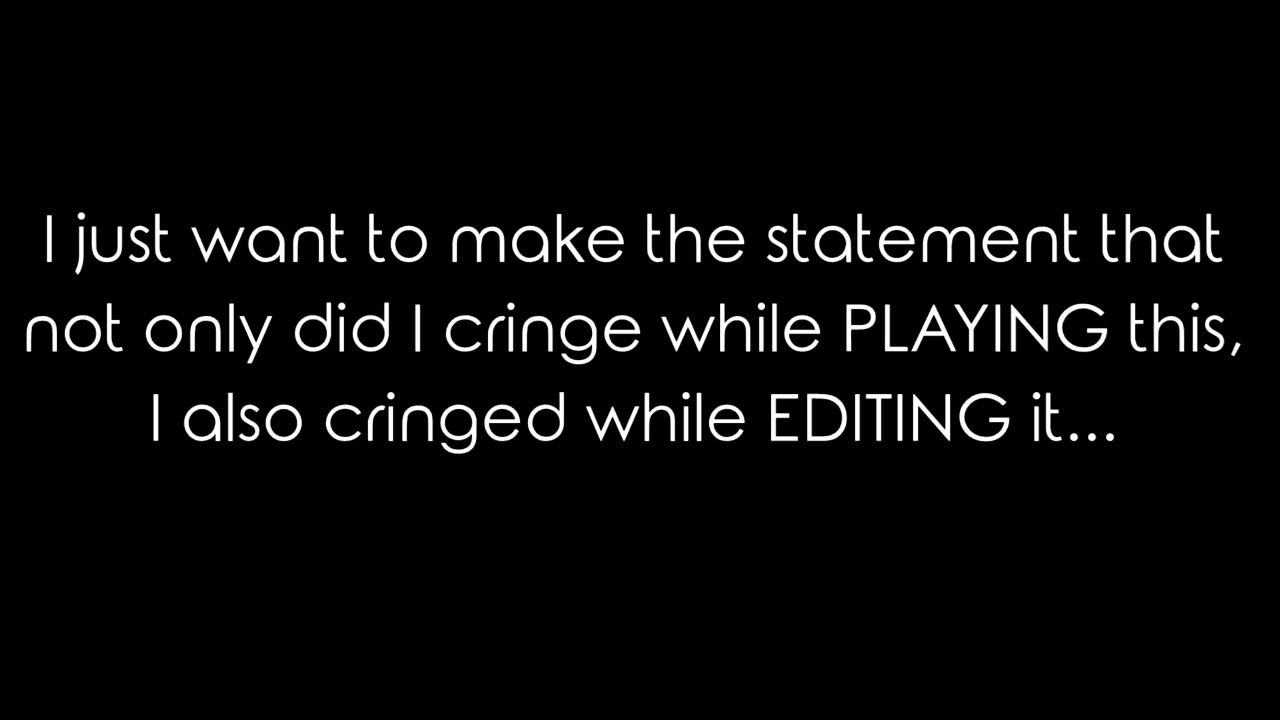 I just want to make the statement that
not only did I cringe while PLAYING this,
I also cringed while EDITING it...